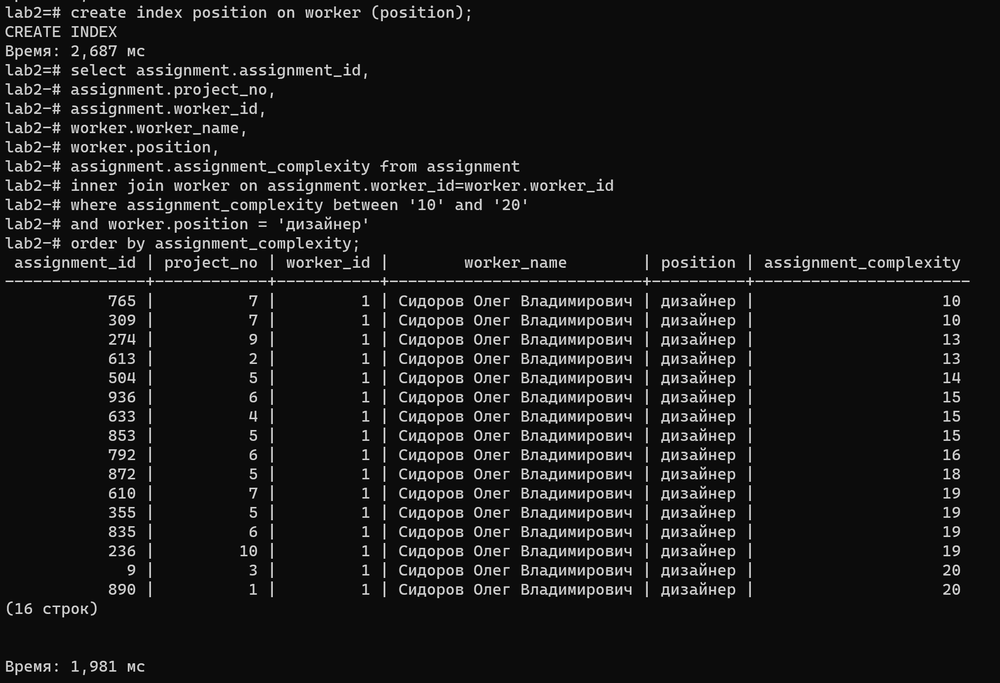 lab2=# create index position on worker (position);
CREATE INDEX
Время: 2,687 мс
lab2=# select assignment.assignment_id,
lab2-# assignment.project_no,
lab2-# assignment.worker_id,
lab2-# worker.worker_name,
lab2-# worker.position,
lab2-# assignment.assignment_complexity from assignment
lab2-# inner join worker on assignment.worker_id=worker.worker_id
lab2-# where assignment_complexity between '10' and '20'
lab2-# and worker.position = 'дизайнер'
lab2-# order by assignment_complexity;
 assignment_id | project_no | worker_id |        worker_name        | position | assignment_complexity
---------------+------------+-----------+---------------------------+----------+-----------------------
           765 |          7 |         1 | Сидоров Олег Владимирович | дизайнер |                    10
           309 |          7 |         1 | Сидоров Олег Владимирович | дизайнер |                    10
           274 |          9 |         1 | Сидоров Олег Владимирович | дизайнер |                    13
           613 |          2 |         1 | Сидоров Олег Владимирович | дизайнер |                    13
           504 |          5 |         1 | Сидоров Олег Владимирович | дизайнер |                    14
           936 |          6 |         1 | Сидоров Олег Владимирович | дизайнер |                    15
           633 |          4 |         1 | Сидоров Олег Владимирович | дизайнер |                    15
           853 |          5 |         1 | Сидоров Олег Владимирович | дизайнер |                    15
           792 |          6 |         1 | Сидоров Олег Владимирович | дизайнер |                    16
           872 |          5 |         1 | Сидоров Олег Владимирович | дизайнер |                    18
           610 |          7 |         1 | Сидоров Олег Владимирович | дизайнер |                    19
           355 |          5 |         1 | Сидоров Олег Владимирович | дизайнер |                    19
           835 |          6 |         1 | Сидоров Олег Владимирович | дизайнер |                    19
           236 |         10 |         1 | Сидоров Олег Владимирович | дизайнер |                    19
             9 |          3 |         1 | Сидоров Олег Владимирович | дизайнер |                    20
           890 |          1 |         1 | Сидоров Олег Владимирович | дизайнер |                    20
(16 строк)
Время: 1,981 мс